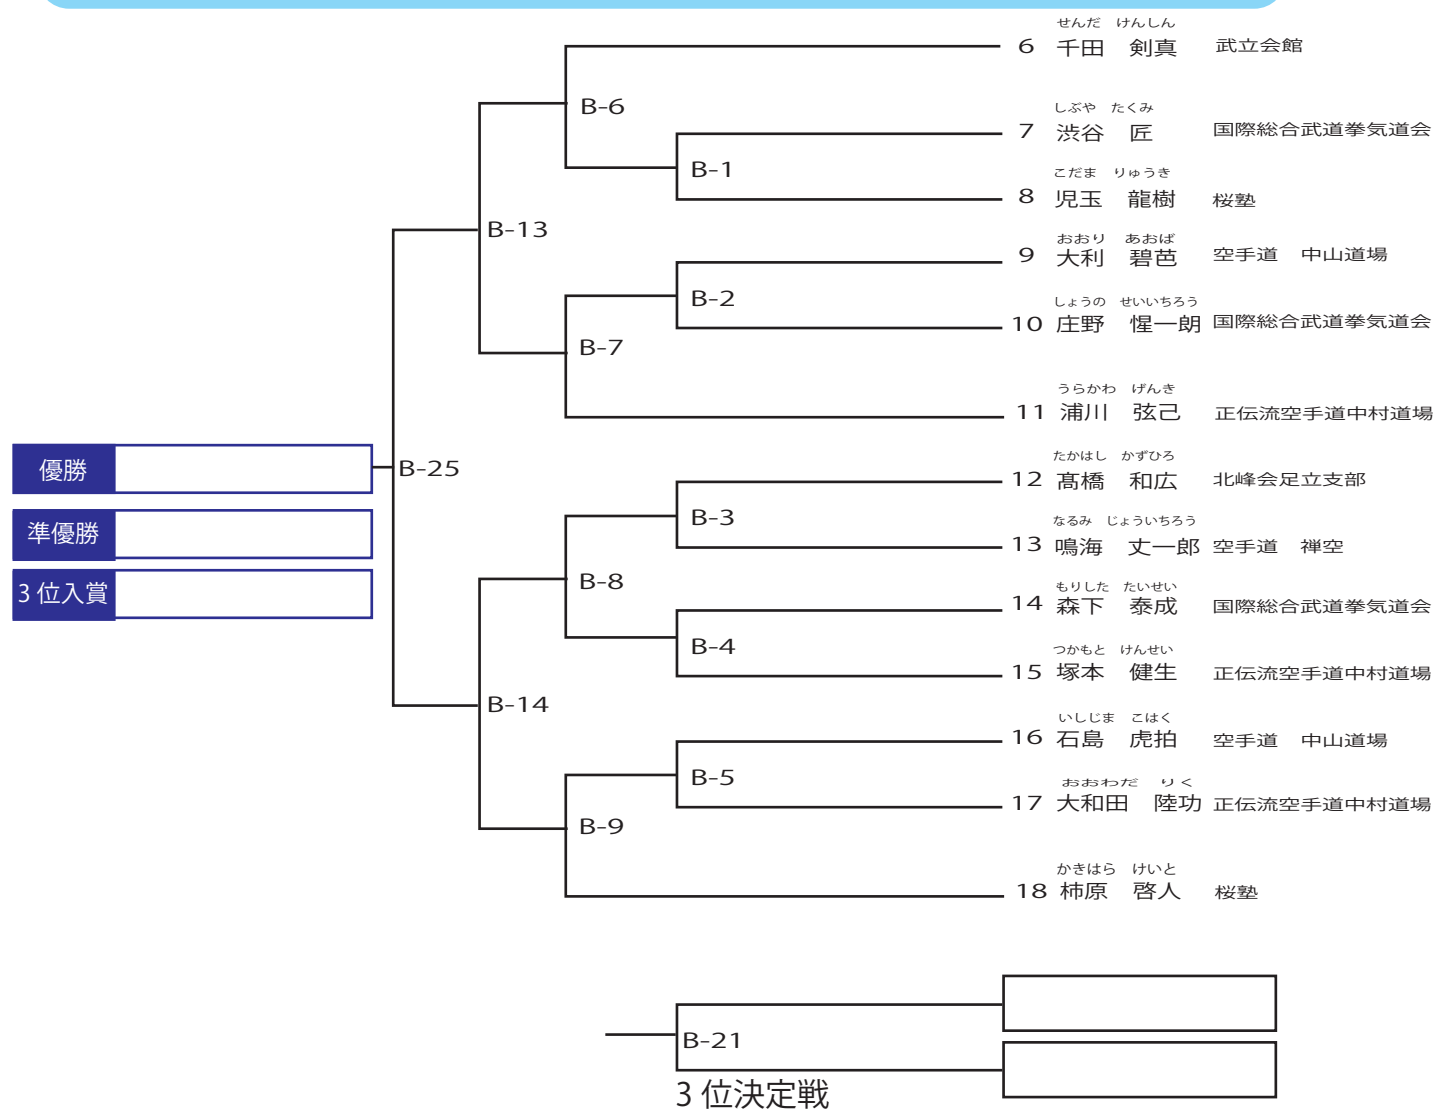 せんだ けんしん
6 千田 剣真 武立会館
B-6
しぶや たくみ
7 渋谷 匠 国際総合武道拳気道会
B-1
こだま りゅうき
8 児玉 龍樹 桜塾
B-13
おおり あおば
9 大利 碧芭 空手道 中山道場
B-2
しょうの せいいちろう
10 庄野 惺一朗 国際総合武道拳気道会
B-7
うらかわ げんき
11 浦川 弦己 正伝流空手道中村道場
優勝
B-25
たかはし かずひろ
12 髙橋 和広 北峰会足立支部
B-3
準優勝
なるみ じょういちろう
13 鳴海 丈一郎 空手道 禅空
B-8
3位入賞
もりした たいせい
14 森下 泰成 国際総合武道拳気道会
B-4
つかもと けんせい
15 塚本 健生 正伝流空手道中村道場
B-14
いしじま こはく
16 石島 虎拍 空手道 中山道場
B-5
おおわだ りく
17 大和田 陸功 正伝流空手道中村道場
B-9
かきはら けいと
18 柿原 啓人 桜塾
B-21
3位決定戦